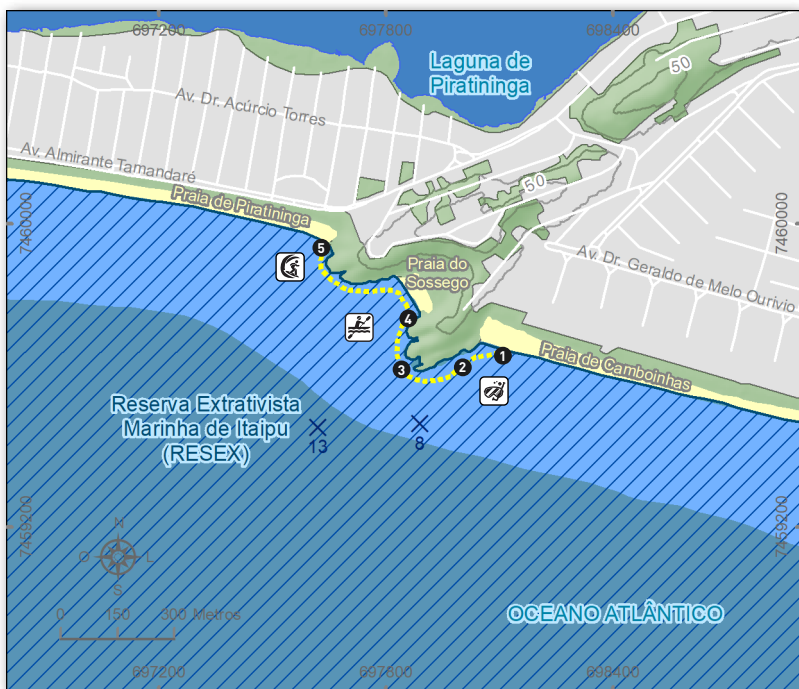 697200
697800
698400
Laguna de
Piratininga
50
Av. Dr. Acúrcio Torres
Av. Almirante Tamandaré
50
Praia de Piratininga
7460000
7460000
5
Praia do
Sossego
Av. Dr. Geraldo de Melo Ourivio
4
3
2
1
Praia de Camboinhas
Reserva Extrativista
Marinha de Itaipu
(RESEX)
13
8
7459200
7459200
N
O
L
S
0 150 300 Metros
OCEANO ATLÂNTICO
697200
697800
698400